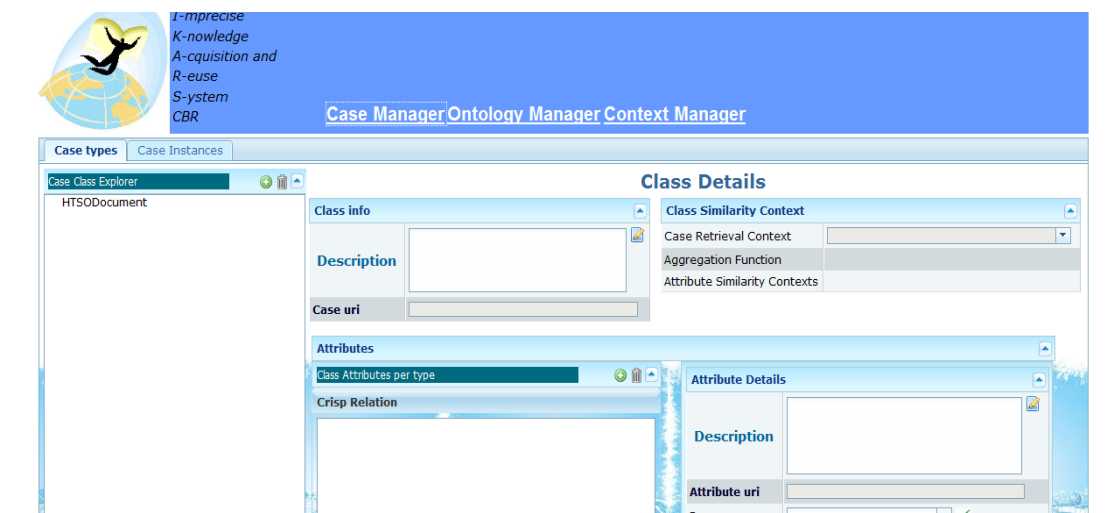 I-mprecise
K-nowledge
A-cquisition and
R-euse
S-ystem
CBR
Case Manager Ontology Manager Context Manager
Case types Case Instances
Case Class Explorer
HTSODocument
Class Details
Class info
Description
Case uri
Class Similarity Context
Case Retrieval Context
Aggregation Function
Attribute Similarity Contexts
Attributes
Class Attributes per type
Crisp Relation
Attribute Details
Description
Attribute uri